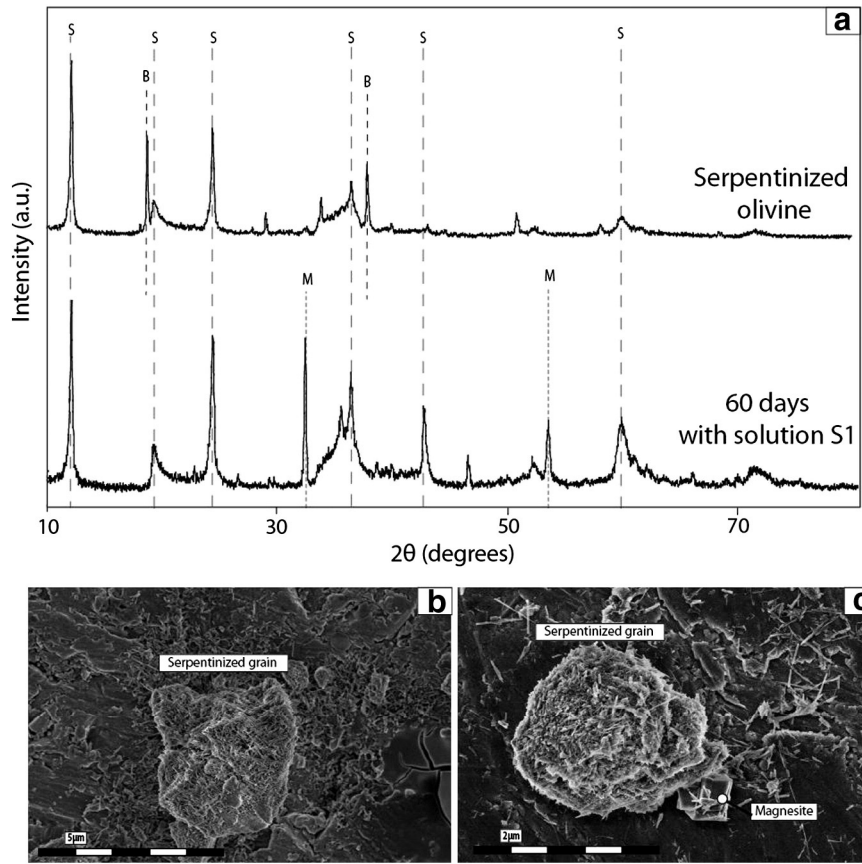 a
S S S S S S
B B
Serpentinized
olivine
M M
60 days
with solution S1
Intensity (a.u.)
10 30 50 70
2θ (degrees)
b
Serpentinized grain
5µm
c
Serpentinized grain
Magnesite
2µm